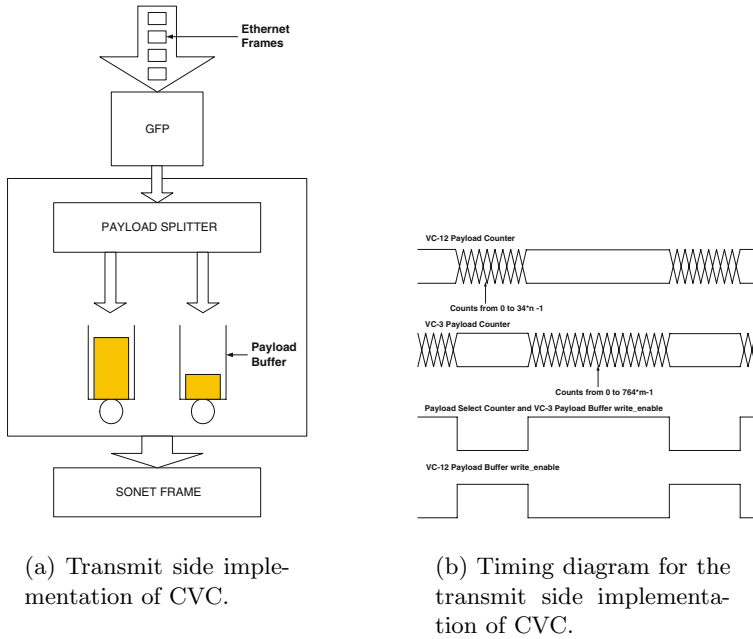 Ethernet
Frames
GFP
PAYLOAD SPLITTER
Payload
Buffer
SONET FRAME
(a) Transmit side imple-
mentation of CVC.
VC-12 Payload Counter
Counts from 0 to 34*n -1
VC-3 Payload Counter
Counts from 0 to 764*m-1
Payload Select Counter and VC-3 Payload Buffer write_enable
VC-12 Payload Buffer write_enable
(b) Timing diagram for the
transmit side implementa-
tion of CVC.